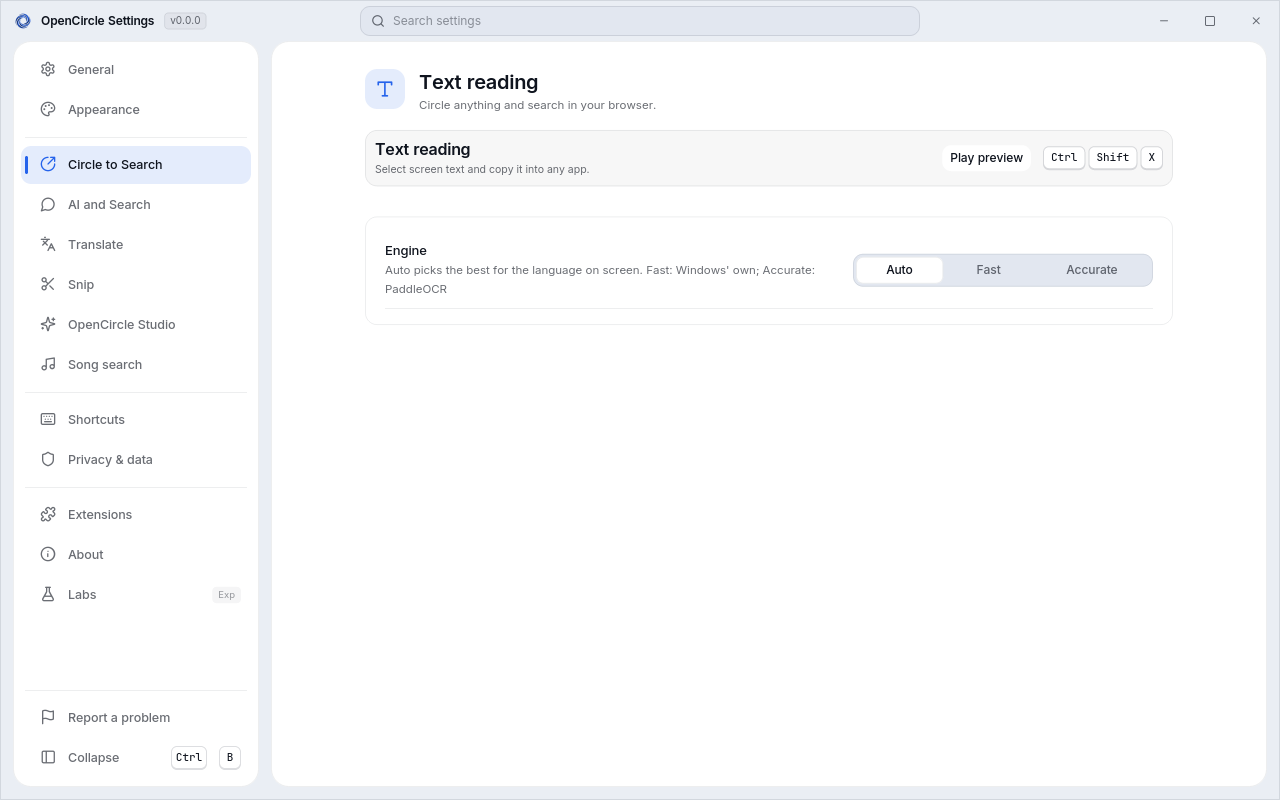 OpenCircle Settings v0.0.0
Search settings
General
Appearance
Circle to Search
AI and Search
Translate
Snip
OpenCircle Studio
Song search
Shortcuts
Privacy & data
Extensions
About
Labs Exp
Report a problem
Collapse Ctrl B
Text reading
Circle anything and search in your browser.
Text reading
Select screen text and copy it into any app.
Play preview Ctrl Shift X
Engine
Auto picks the best for the language on screen. Fast: Windows' own; Accurate:
PaddleOCR
Auto Fast Accurate